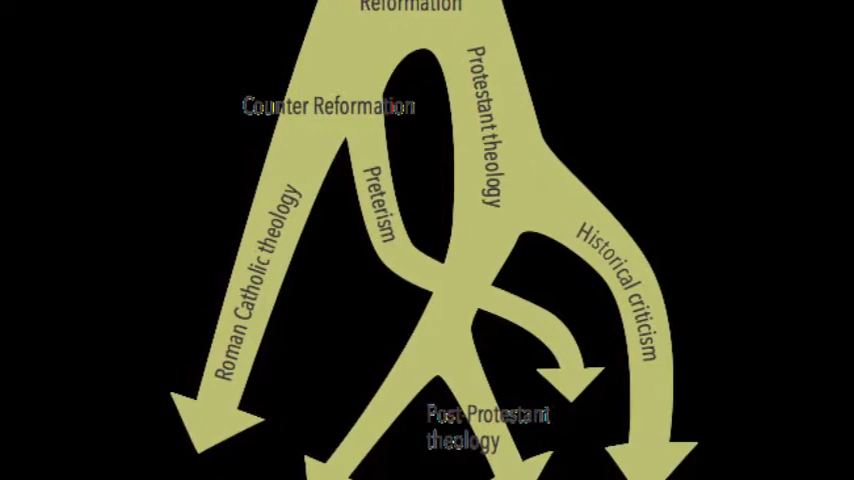 Reformation
Protestant theology
Counter Reformation
Preterism
Roman Catholic theology
Historical criticism
Post-Protestant
theology